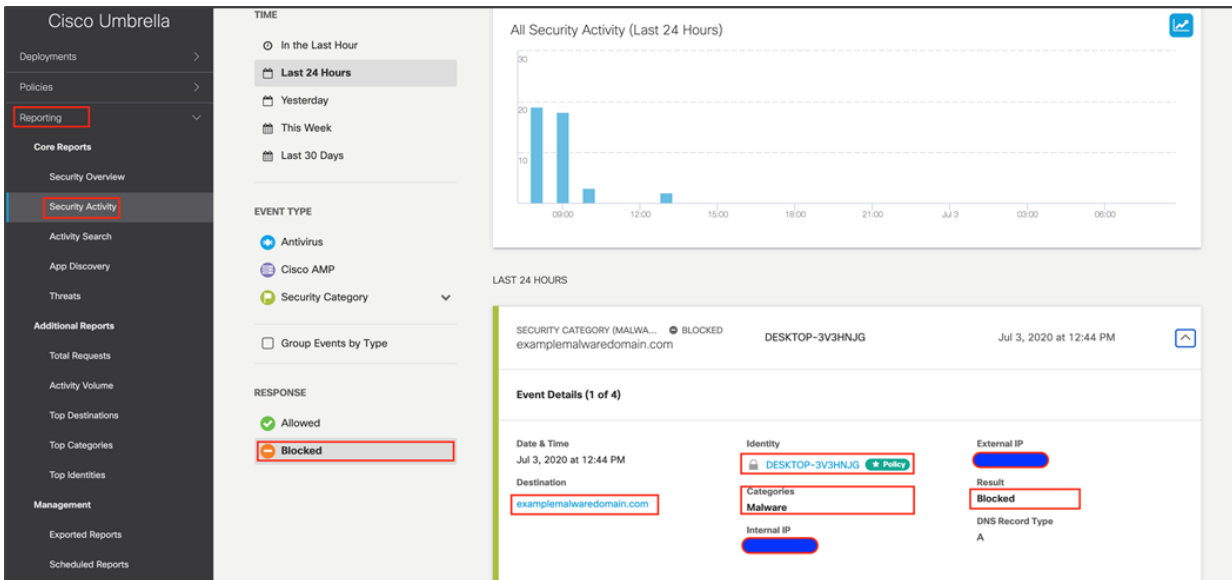 Cisco Umbrella
Deployments
Policies
Reporting
Core Reports
Security Overview
Security Activity
Activity Search
App Discovery
Threats
Additional Reports
Total Requests
Activity Volume
Top Destinations
Top Categories
Top Identities
Management
Exported Reports
Scheduled Reports
TIME
In the Last Hour
Last 24 Hours
Yesterday
This Week
Last 30 Days
EVENT TYPE
Antivirus
Cisco AMP
Security Category
Group Events by Type
RESPONSE
Allowed
Blocked
All Security Activity (Last 24 Hours)
30
20
10
09:00 12:00 15:00 18:00 21:00 Jul 3 03:00 06:00
LAST 24 HOURS
SECURITY CATEGORY (MALWA... BLOCKED
examplemalwaredomain.com
DESKTOP-3V3HNJG
Jul 3, 2020 at 12:44 PM
Event Details (1 of 4)
Date & Time
Jul 3, 2020 at 12:44 PM
Destination
examplemalwaredomain.com
Identity
DESKTOP-3V3HNJG Policy
Categories
Malware
Internal IP
External IP
Result
Blocked
DNS Record Type
A